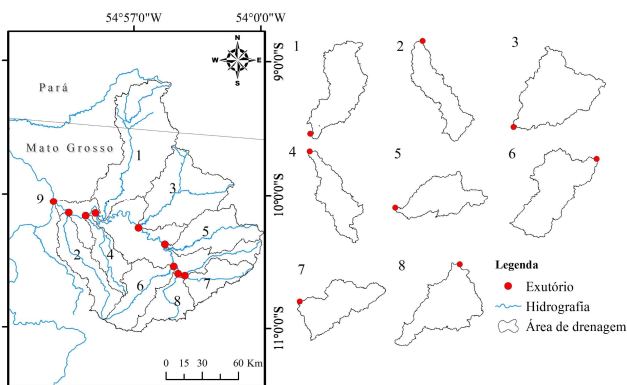 54°57'0"W
54°00'0"W
N
W
E
S
Pará
Mato Grosso
1
2
3
4
5
6
7
8
9
9°0'0"S
10°0'0"S
11°0'0"S
0 15 30 60 Km
1
2
3
4
5
6
7
8
Legenda
Exutório
Hidrografia
Área de drenagem